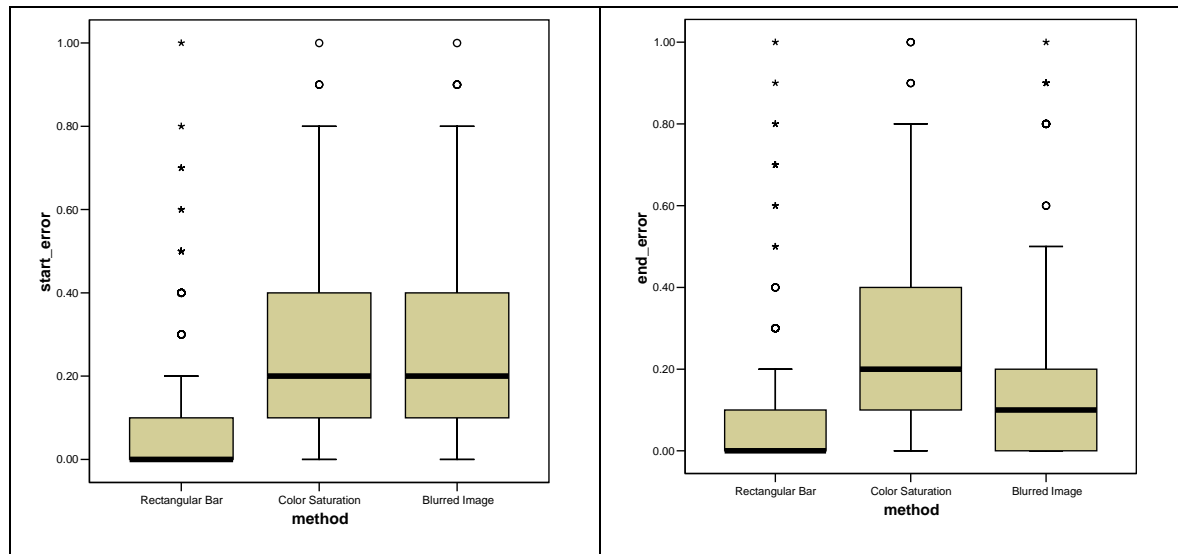 1.00
0.80
0.60
0.40
0.20
0.00
start_error
Rectangular Bar Color Saturation Blurred Image
method
1.00
0.80
0.60
0.40
0.20
0.00
end_error
Rectangular Bar Color Saturation Blurred Image
method